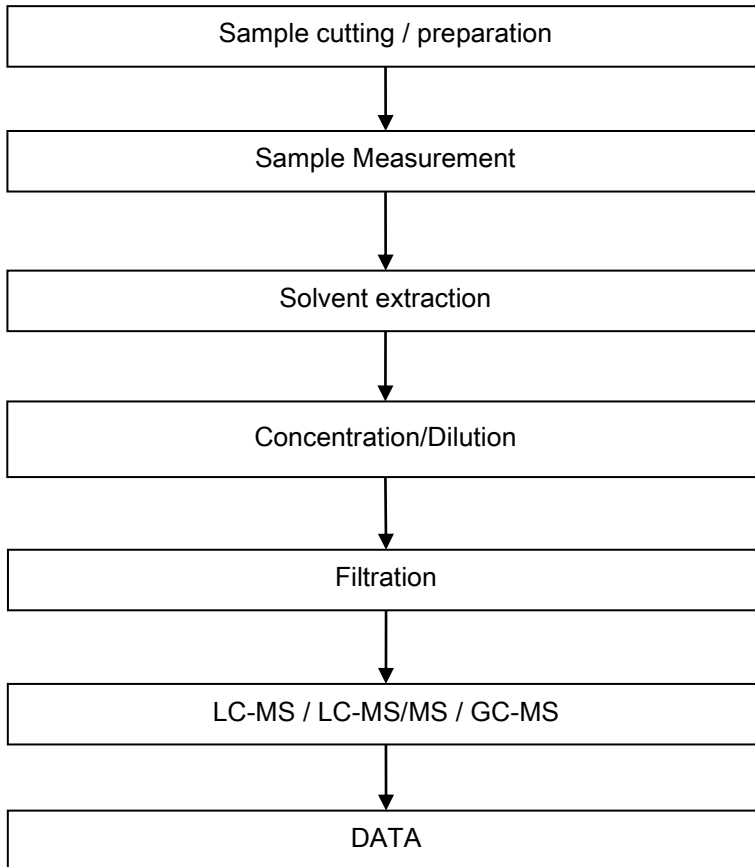 Sample cutting / preparation
Sample Measurement
Solvent extraction
Concentration/Dilution
Filtration
LC-MS / LC-MS/MS / GC-MS
DATA